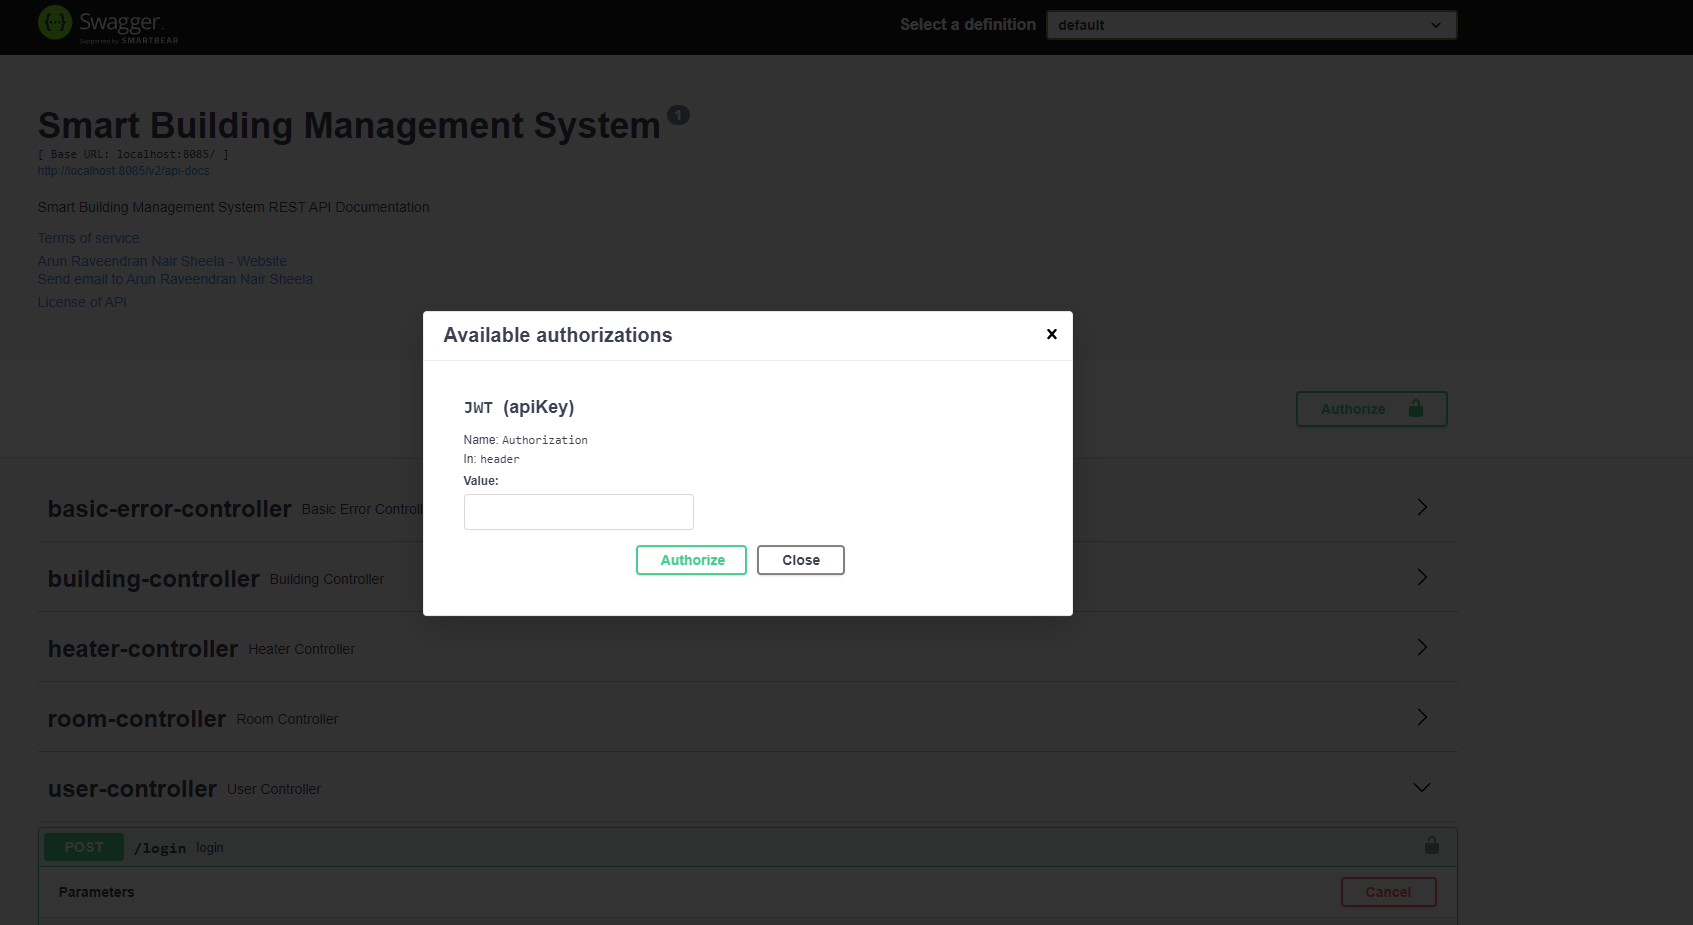 Swagger.
Supported by SMARTBEAR
Select a definition
default
Smart Building Management System 1
[ Base URL: localhost:8085/ ]
http://localhost:8085/v2/api-docs
Smart Building Management System REST API Documentation
Terms of service
Arun Raveendran Nair Sheela - Website
Send email to Arun Raveendran Nair Sheela
License of API
Available authorizations
JWT (apiKey)
Name: Authorization
In: header
Value:
Authorize
Close
Authorize
basic-error-controller Basic Error Controll
building-controller Building Controller
heater-controller Heater Controller
room-controller Room Controller
user-controller User Controller
POST /login login
Parameters
Cancel